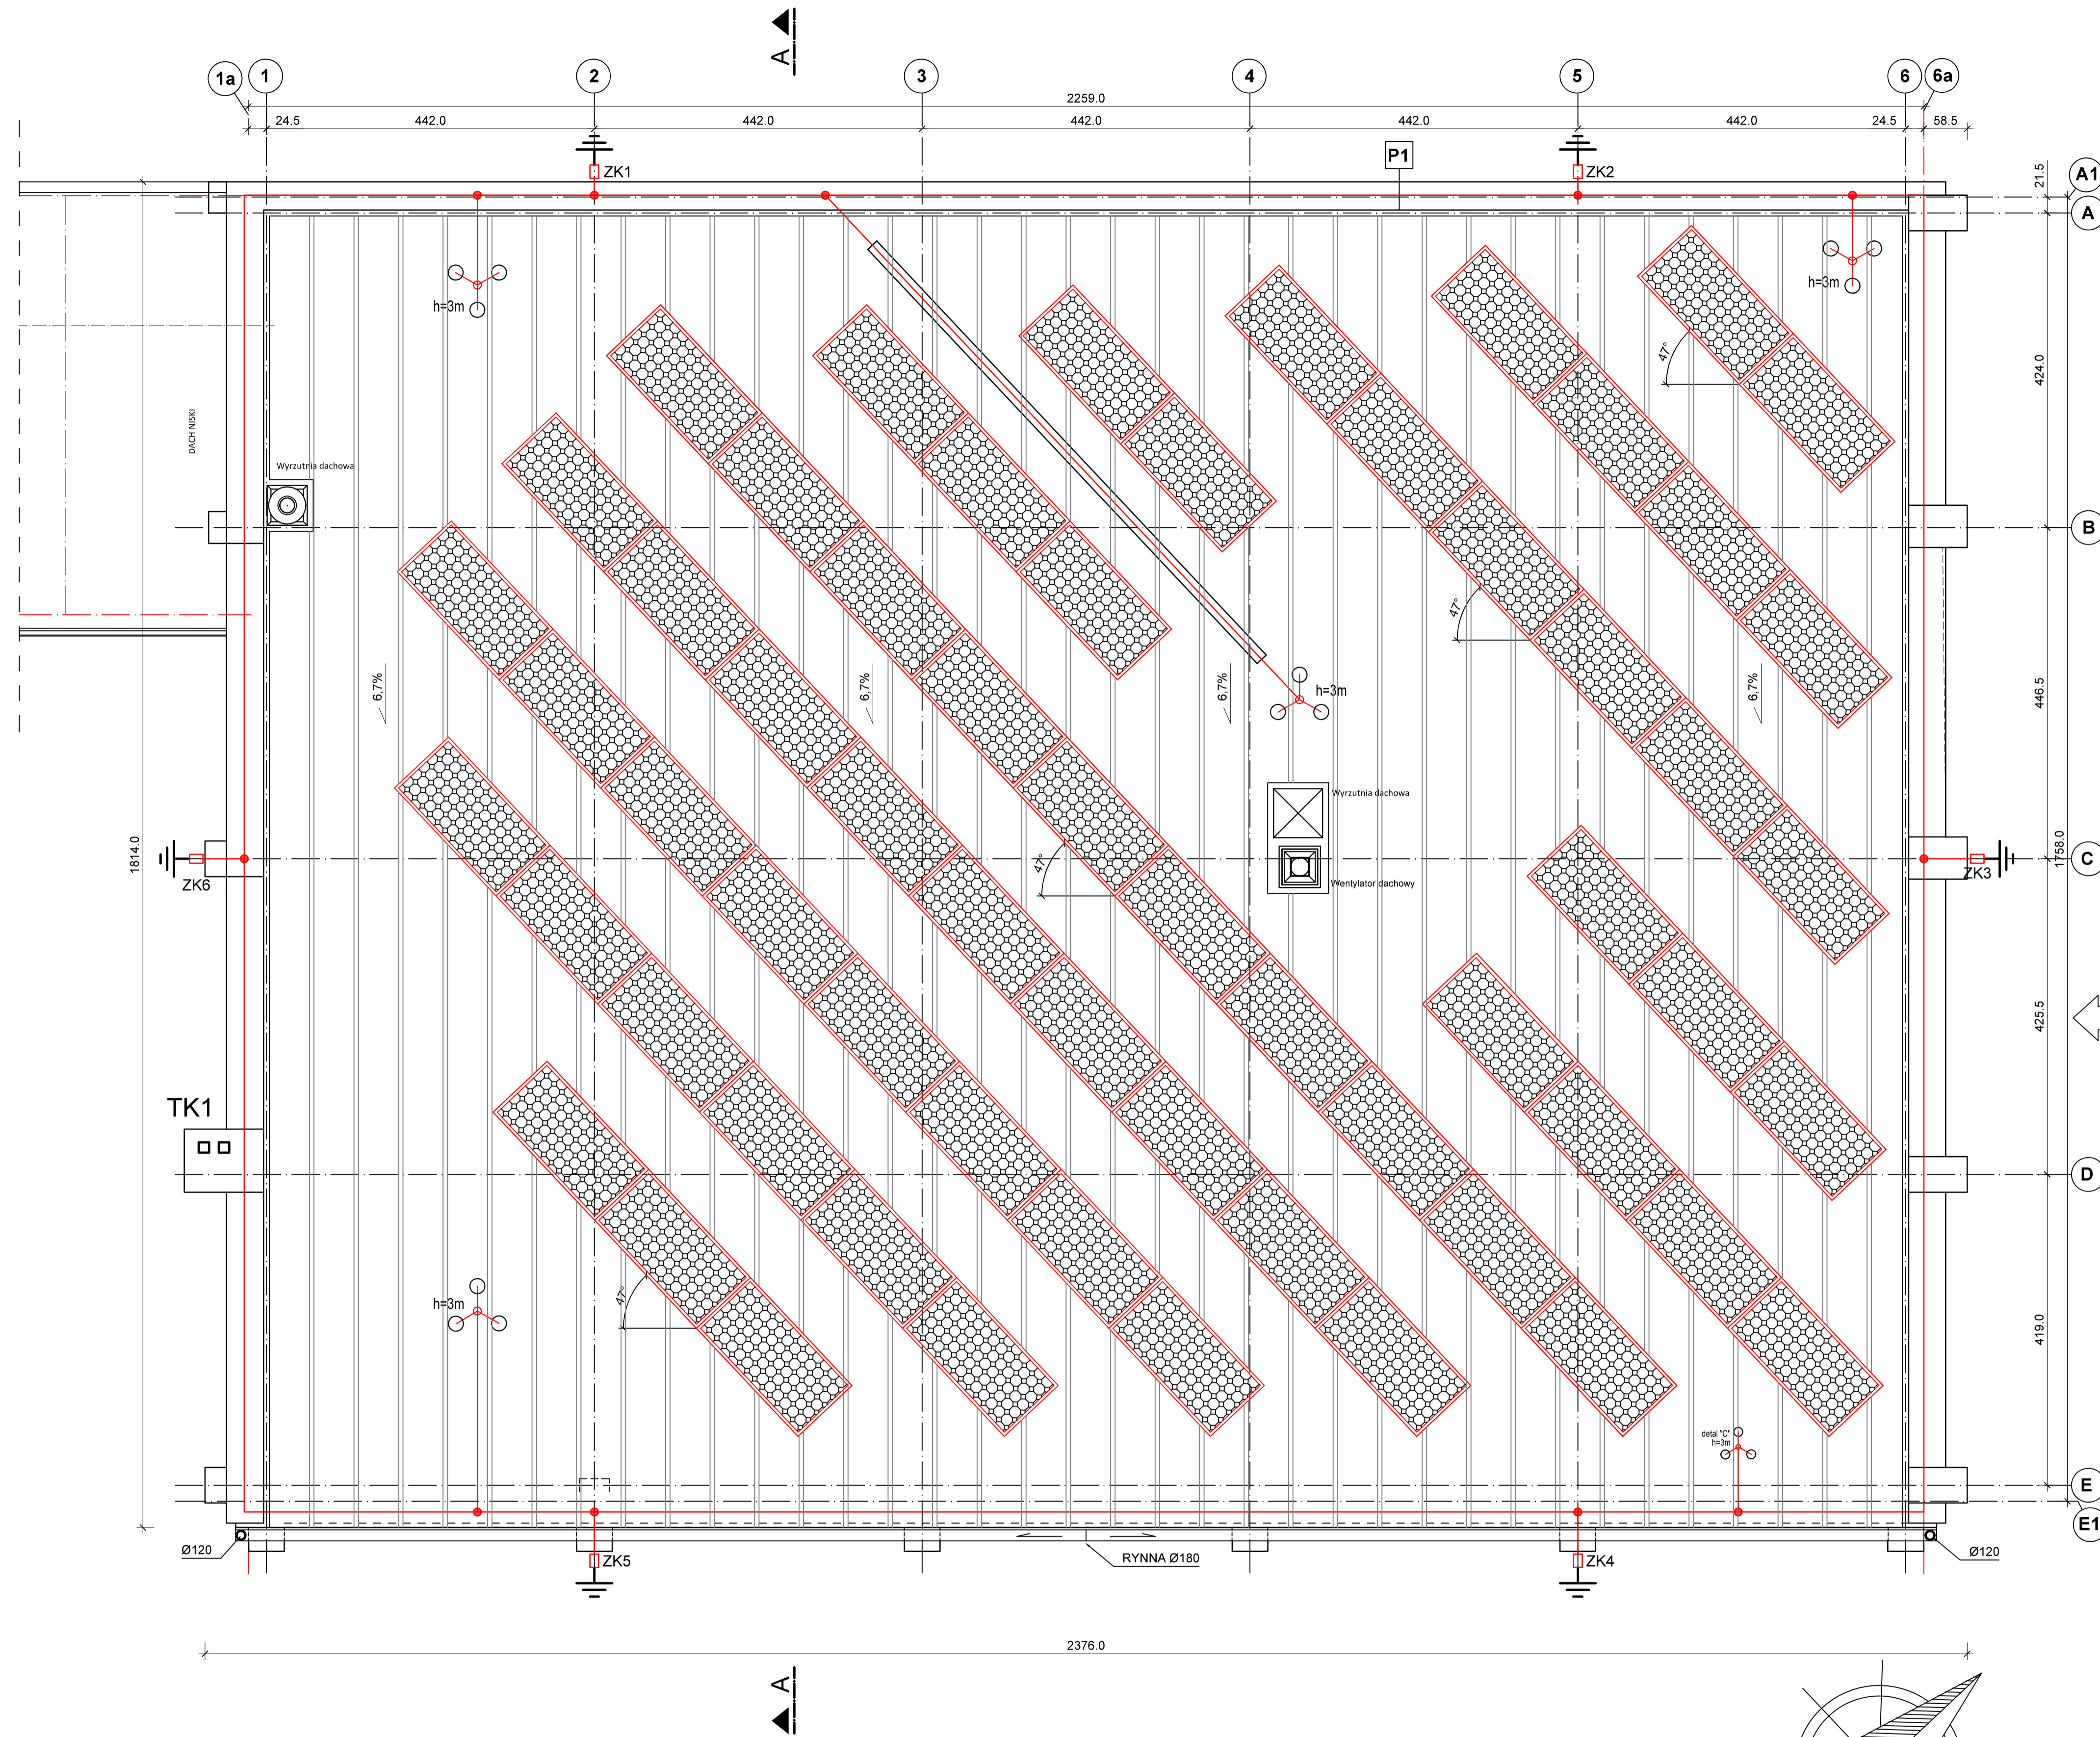 A
1a
1
2
3
4
5
6
6a
2259.0
24.5
442.0
442.0
442.0
442.0
442.0
24.5
58.5
ZK1
P1
ZK2
21.5
A1
A
h=3m
h=3m
47°
424.0
DACH NISKI
Wyrzutnia dachowa
B
47°
6,7%
6,7%
6,7%
6,7%
h=3m
446.5
Wyrzutnia dachowa
1814.0
ZK6
47°
Wentylator dachowy
ZK3
1758.0
C
425.5
TK1
D
h=3m
47°
419.0
detal "C"
h=3m
E
E1
Ø120
ZK5
RYNNA Ø180
ZK4
Ø120
2376.0
A